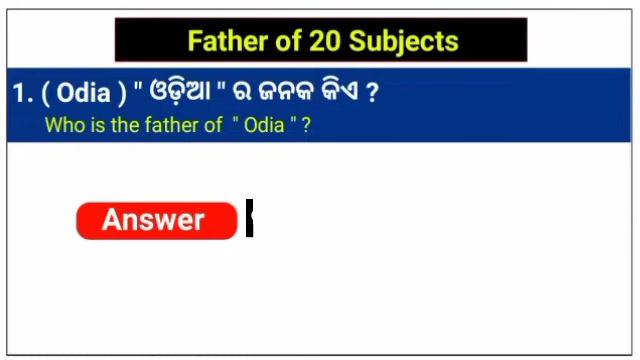 Father of 20 Subjects
1. ( Odia ) " ଓଡ଼ିଆ " ର ଜନକ କିଏ ?
Who is the father of " Odia " ?
Answer